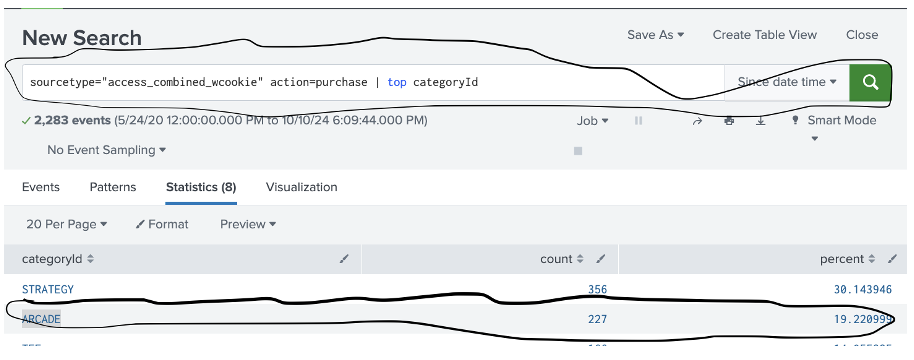 New Search
Save As Create Table View Close
sourcetype="access_combined_wcookie" action=purchase | top categoryId
Since date time
2,283 events (5/24/20 12:00:00.000 PM to 10/10/24 6:09:44.000 PM)
Job Smart Mode
No Event Sampling
Events Patterns Statistics (8) Visualization
20 Per Page Format Preview
categoryId count percent
STRATEGY 356 30.143946
ARCADE 227 19.220999